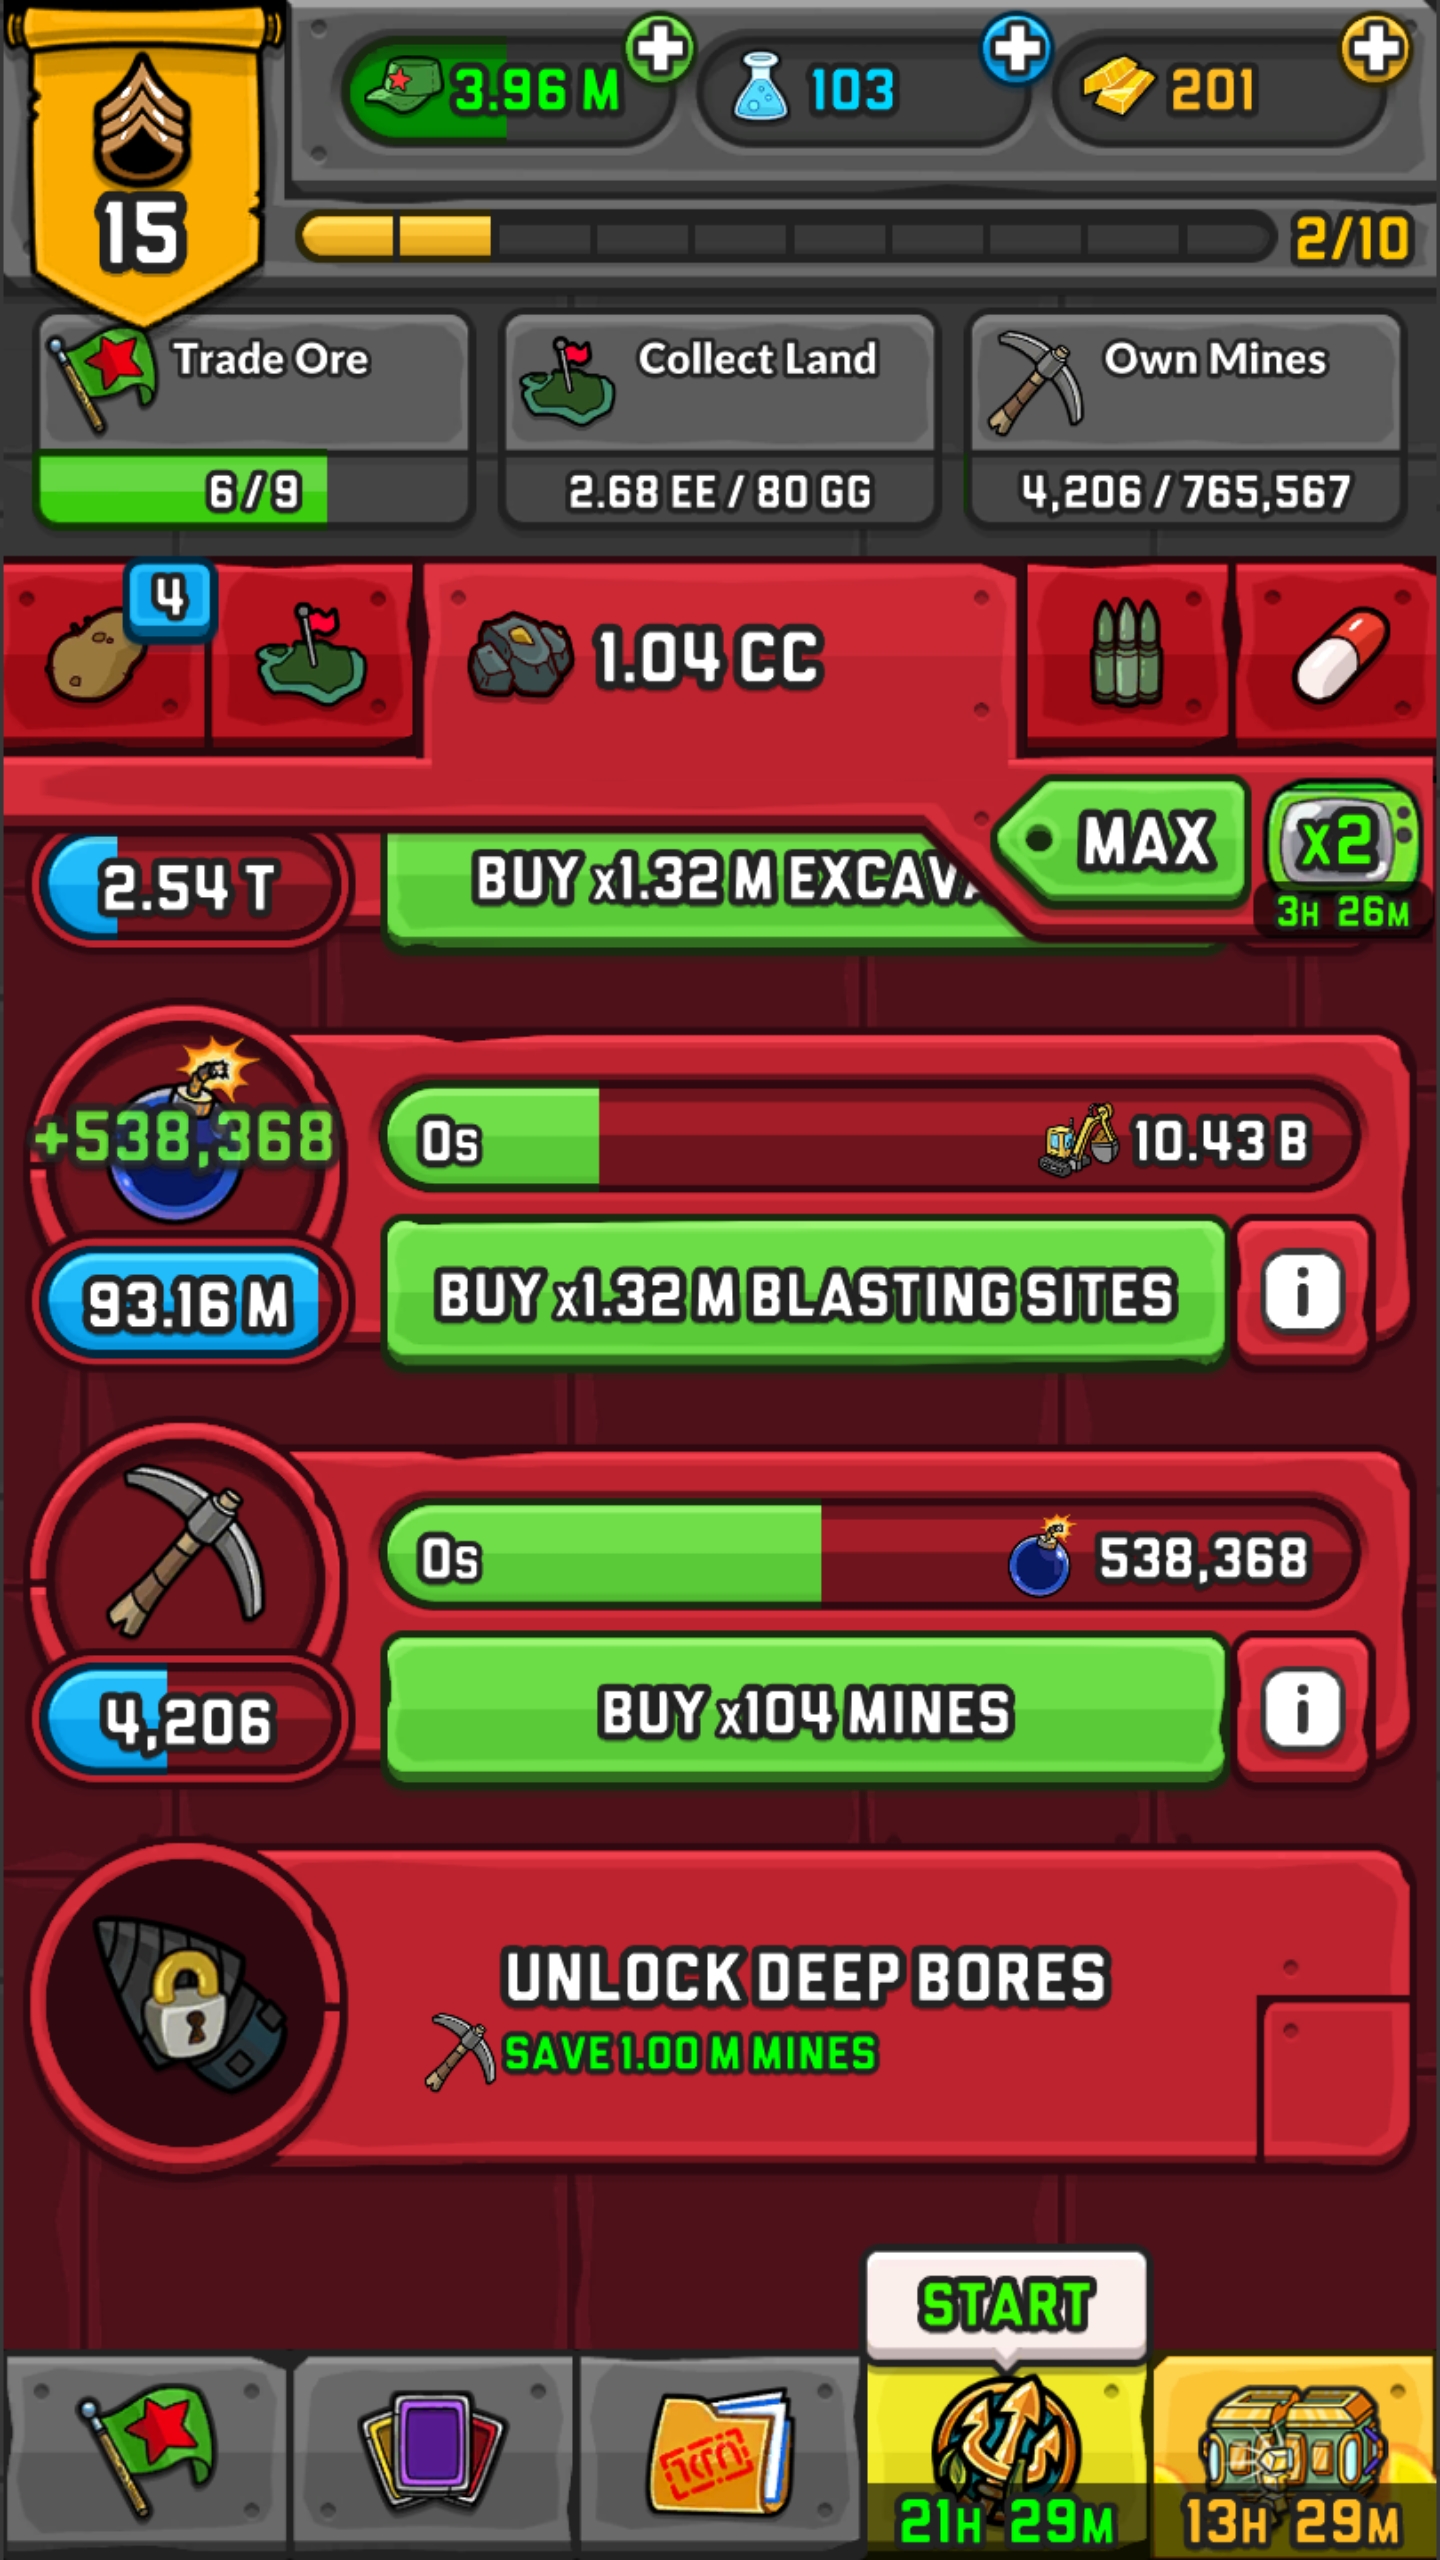 3.96 M
103
201
15
2/10
Trade Ore
Collect Land
Own Mines
6/9
2.68 EE / 80 GG
4,206 / 765,567
4
1.04 CC
MAX
x2
3H 26M
2.54 T
BUY x1.32 M EXCAVA
+538,368
0s
10.43 B
93.16 M
BUY x1.32 M BLASTING SITES
i
0s
538,368
4,206
BUY x104 MINES
i
UNLOCK DEEP BORES
SAVE 1.00 M MINES
START
21H 29M
13H 29M